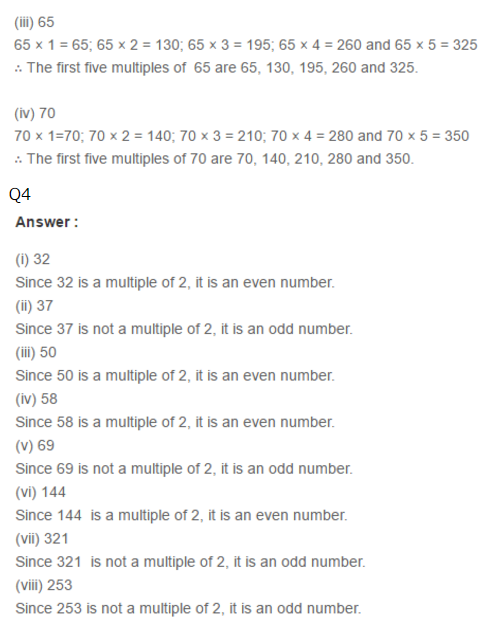 (iii) 65
65 × 1 = 65; 65 × 2 = 130; 65 × 3 = 195; 65 × 4 = 260 and 65 × 5 = 325
∴ The first five multiples of  65 are 65, 130, 195, 260 and 325.
(iv) 70
70 × 1=70; 70 × 2 = 140; 70 × 3 = 210; 70 × 4 = 280 and 70 × 5 = 350
∴ The first five multiples of 70 are 70, 140, 210, 280 and 350.
Q4
Answer :
(i) 32
Since 32 is a multiple of 2, it is an even number.
(ii) 37
Since 37 is not a multiple of 2, it is an odd number.
(iii) 50
Since 50 is a multiple of 2, it is an even number.
(iv) 58
Since 58 is a multiple of 2, it is an even number.
(v) 69
Since 69 is not a multiple of 2, it is an odd number.
(vi) 144
Since 144  is a multiple of 2, it is an even number.
(vii) 321
Since 321  is not a multiple of 2, it is an odd number.
(viii) 253
Since 253 is not a multiple of 2, it is an odd number.